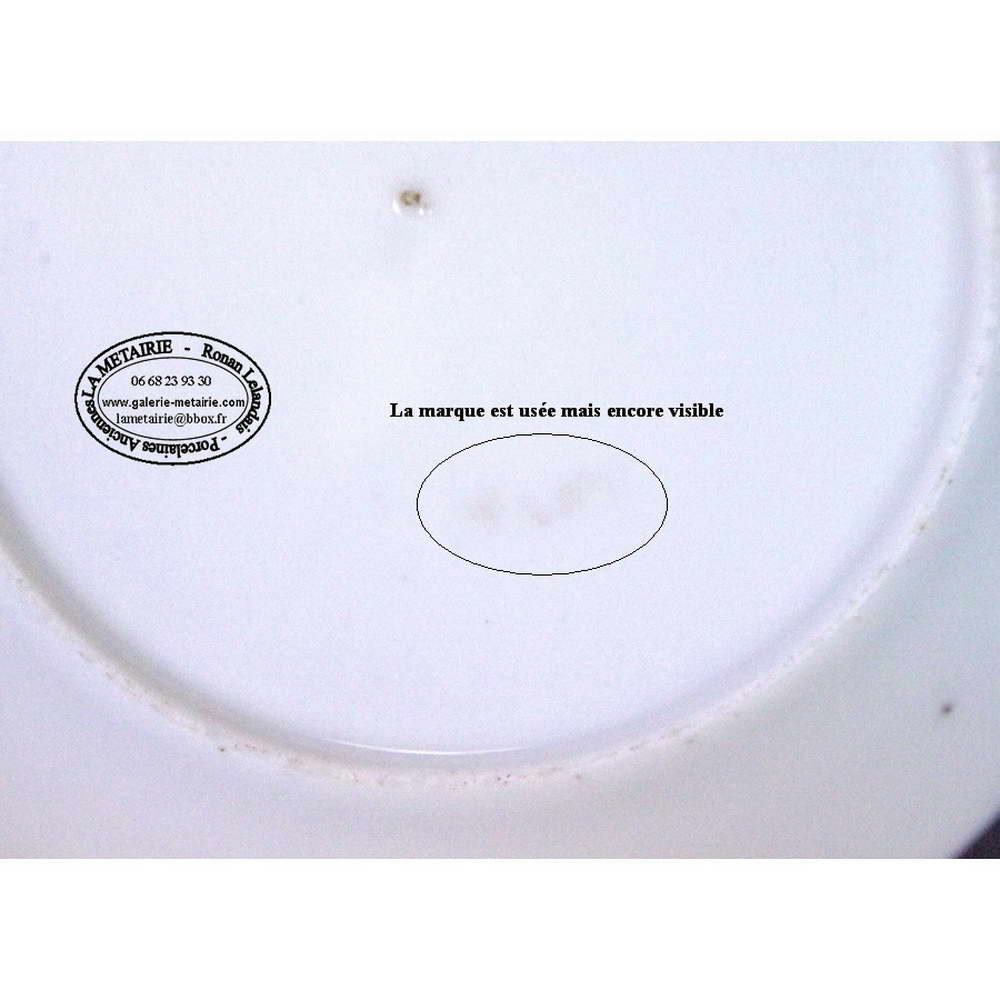 LA METAIRIE - Ronan Lelandais - Porcelaines Anciennes
06 68 23 93 30
www.galerie-metairie.com
lametairie@bbox.fr
La marque est usée mais encore visible